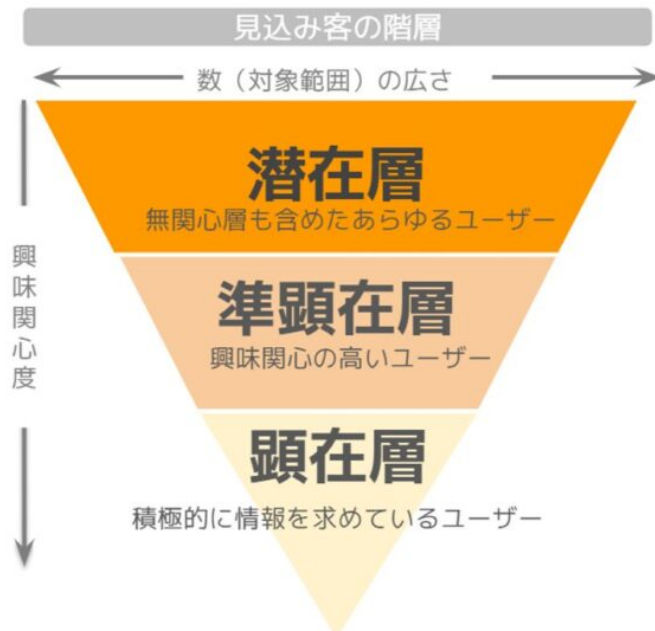 見込み客の階層
数（対象範囲）の広さ
潜在層
無関心層も含めたあらゆるユーザー
興味関心度
準顕在層
興味関心の高いユーザー
顕在層
積極的に情報を求めているユーザー